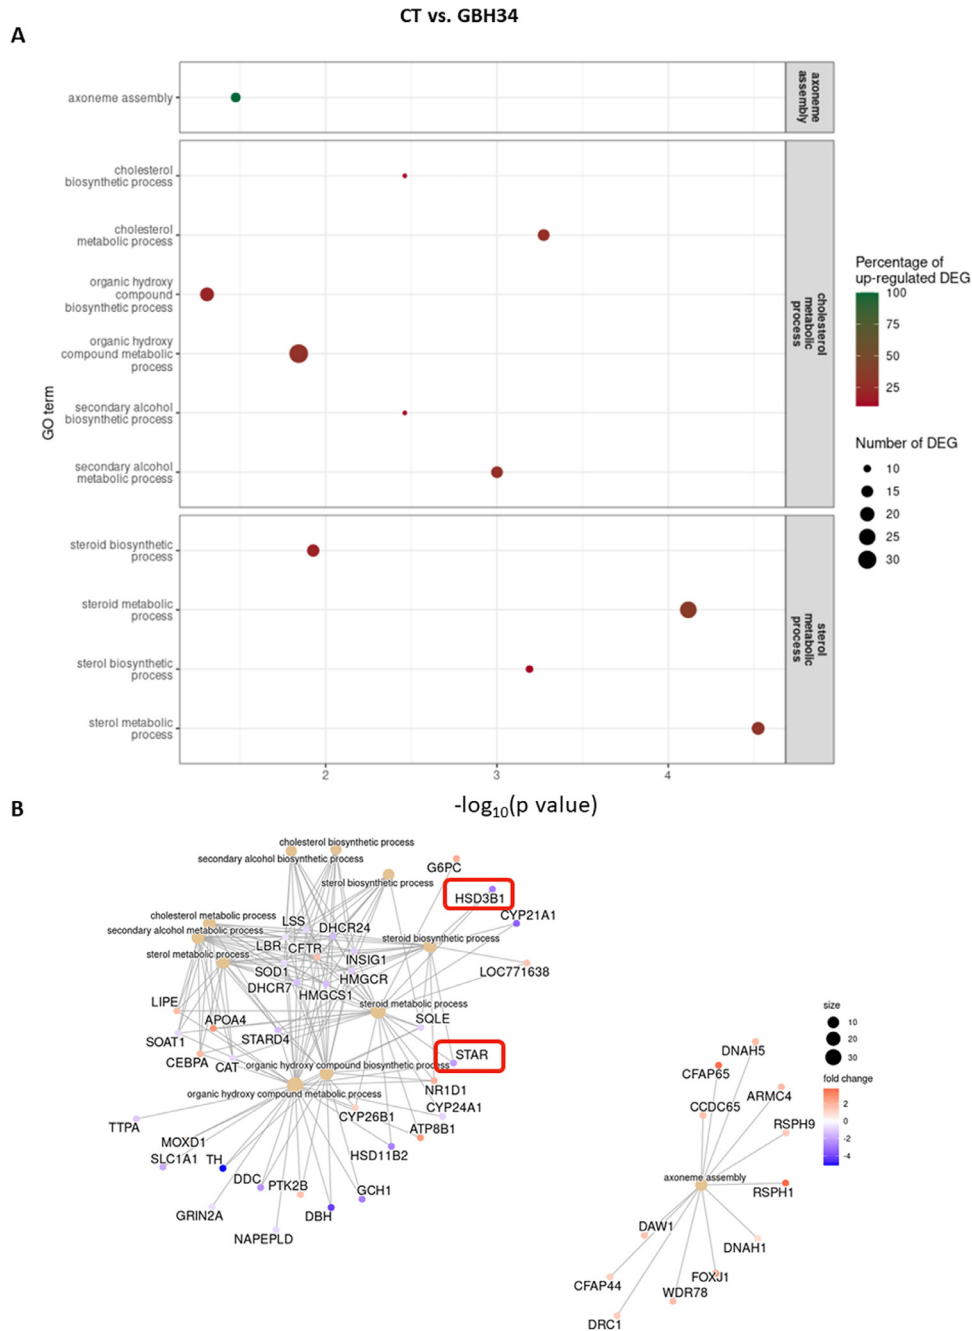 CT vs. GBH34
A
axoneme assembly
axoneme
assembly
cholesterol
biosynthetic process
cholesterol
metabolic process
organic hydroxy
compound
biosynthetic process
organic hydroxy
compound metabolic
process
secondary alcohol
biosynthetic process
secondary alcohol
metabolic process
cholesterol
metabolic
process
steroid biosynthetic
process
steroid metabolic
process
sterol biosynthetic
process
sterol metabolic
process
sterol
metabolic
process
GO term
2
3
4
-log10(p value)
Percentage of
up-regulated DEG
100
75
50
25
Number of DEG
10
15
20
25
30
B
cholesterol biosynthetic process
secondary alcohol biosynthetic process
sterol biosynthetic process
G6PC
HSD3B1
CYP21A1
cholesterol metabolic process
LSS
DHCR24
secondary alcohol metabolic process
LBR
CFTR
steroid biosynthetic process
sterol metabolic process
INSIG1
SOD1
HMGCR
LOC771638
DHCR7
HMGCS1
LIPE
steroid metabolic process
APOA4
SQLE
SOAT1
STARD4
STAR
CEBPA
CAT
organic hydroxy compound biosynthetic process
organic hydroxy compound metabolic process
NR1D1
CYP26B1
CYP24A1
TTPA
ATP8B1
MOXD1
SLC1A1
TH
HSD11B2
DDC
PTK2B
GCH1
GRIN2A
DBH
NAPEPLD
DNAH5
CFAP65
ARMC4
CCDC65
RSPH9
axoneme assembly
RSPH1
DAW1
DNAH1
CFAP44
FOXJ1
WDR78
DRC1
size
10
20
30
fold change
2
0
-2
-4